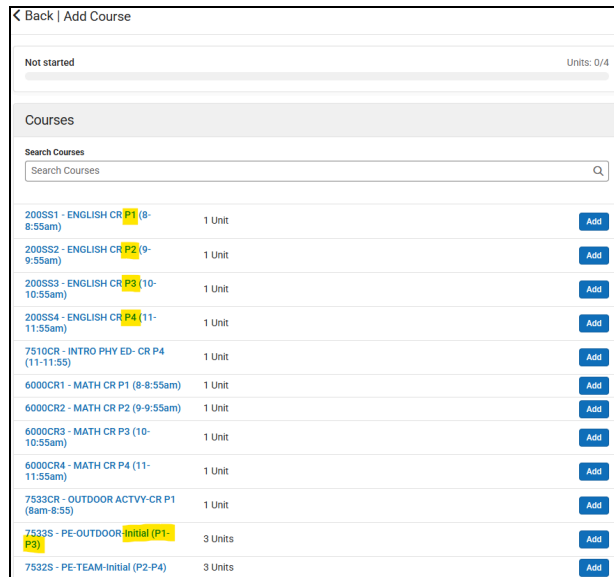 Back | Add Course
Not started
Units: 0/4
Courses
Search Courses
Search Courses
200SS1 - ENGLISH CR P1 (8-
8:55am)
1 Unit
Add
200SS2 - ENGLISH CR P2 (9-
9:55am)
1 Unit
Add
200SS3 - ENGLISH CR P3 (10-
10:55am)
1 Unit
Add
200SS4 - ENGLISH CR P4 (11-
11:55am)
1 Unit
Add
7510CR - INTRO PHY ED- CR P4
(11-11:55)
1 Unit
Add
6000CR1 - MATH CR P1 (8-8:55am)
1 Unit
Add
6000CR2 - MATH CR P2 (9-9:55am)
1 Unit
Add
6000CR3 - MATH CR P3 (10-
10:55am)
1 Unit
Add
6000CR4 - MATH CR P4 (11-
11:55am)
1 Unit
Add
7533CR - OUTDOOR ACTVY-CR P1
(8am-8:55)
1 Unit
Add
7533S - PE-OUTDOOR-Initial (P1-
P3)
3 Units
Add
7532S - PE-TEAM-Initial (P2-P4)
3 Units
Add